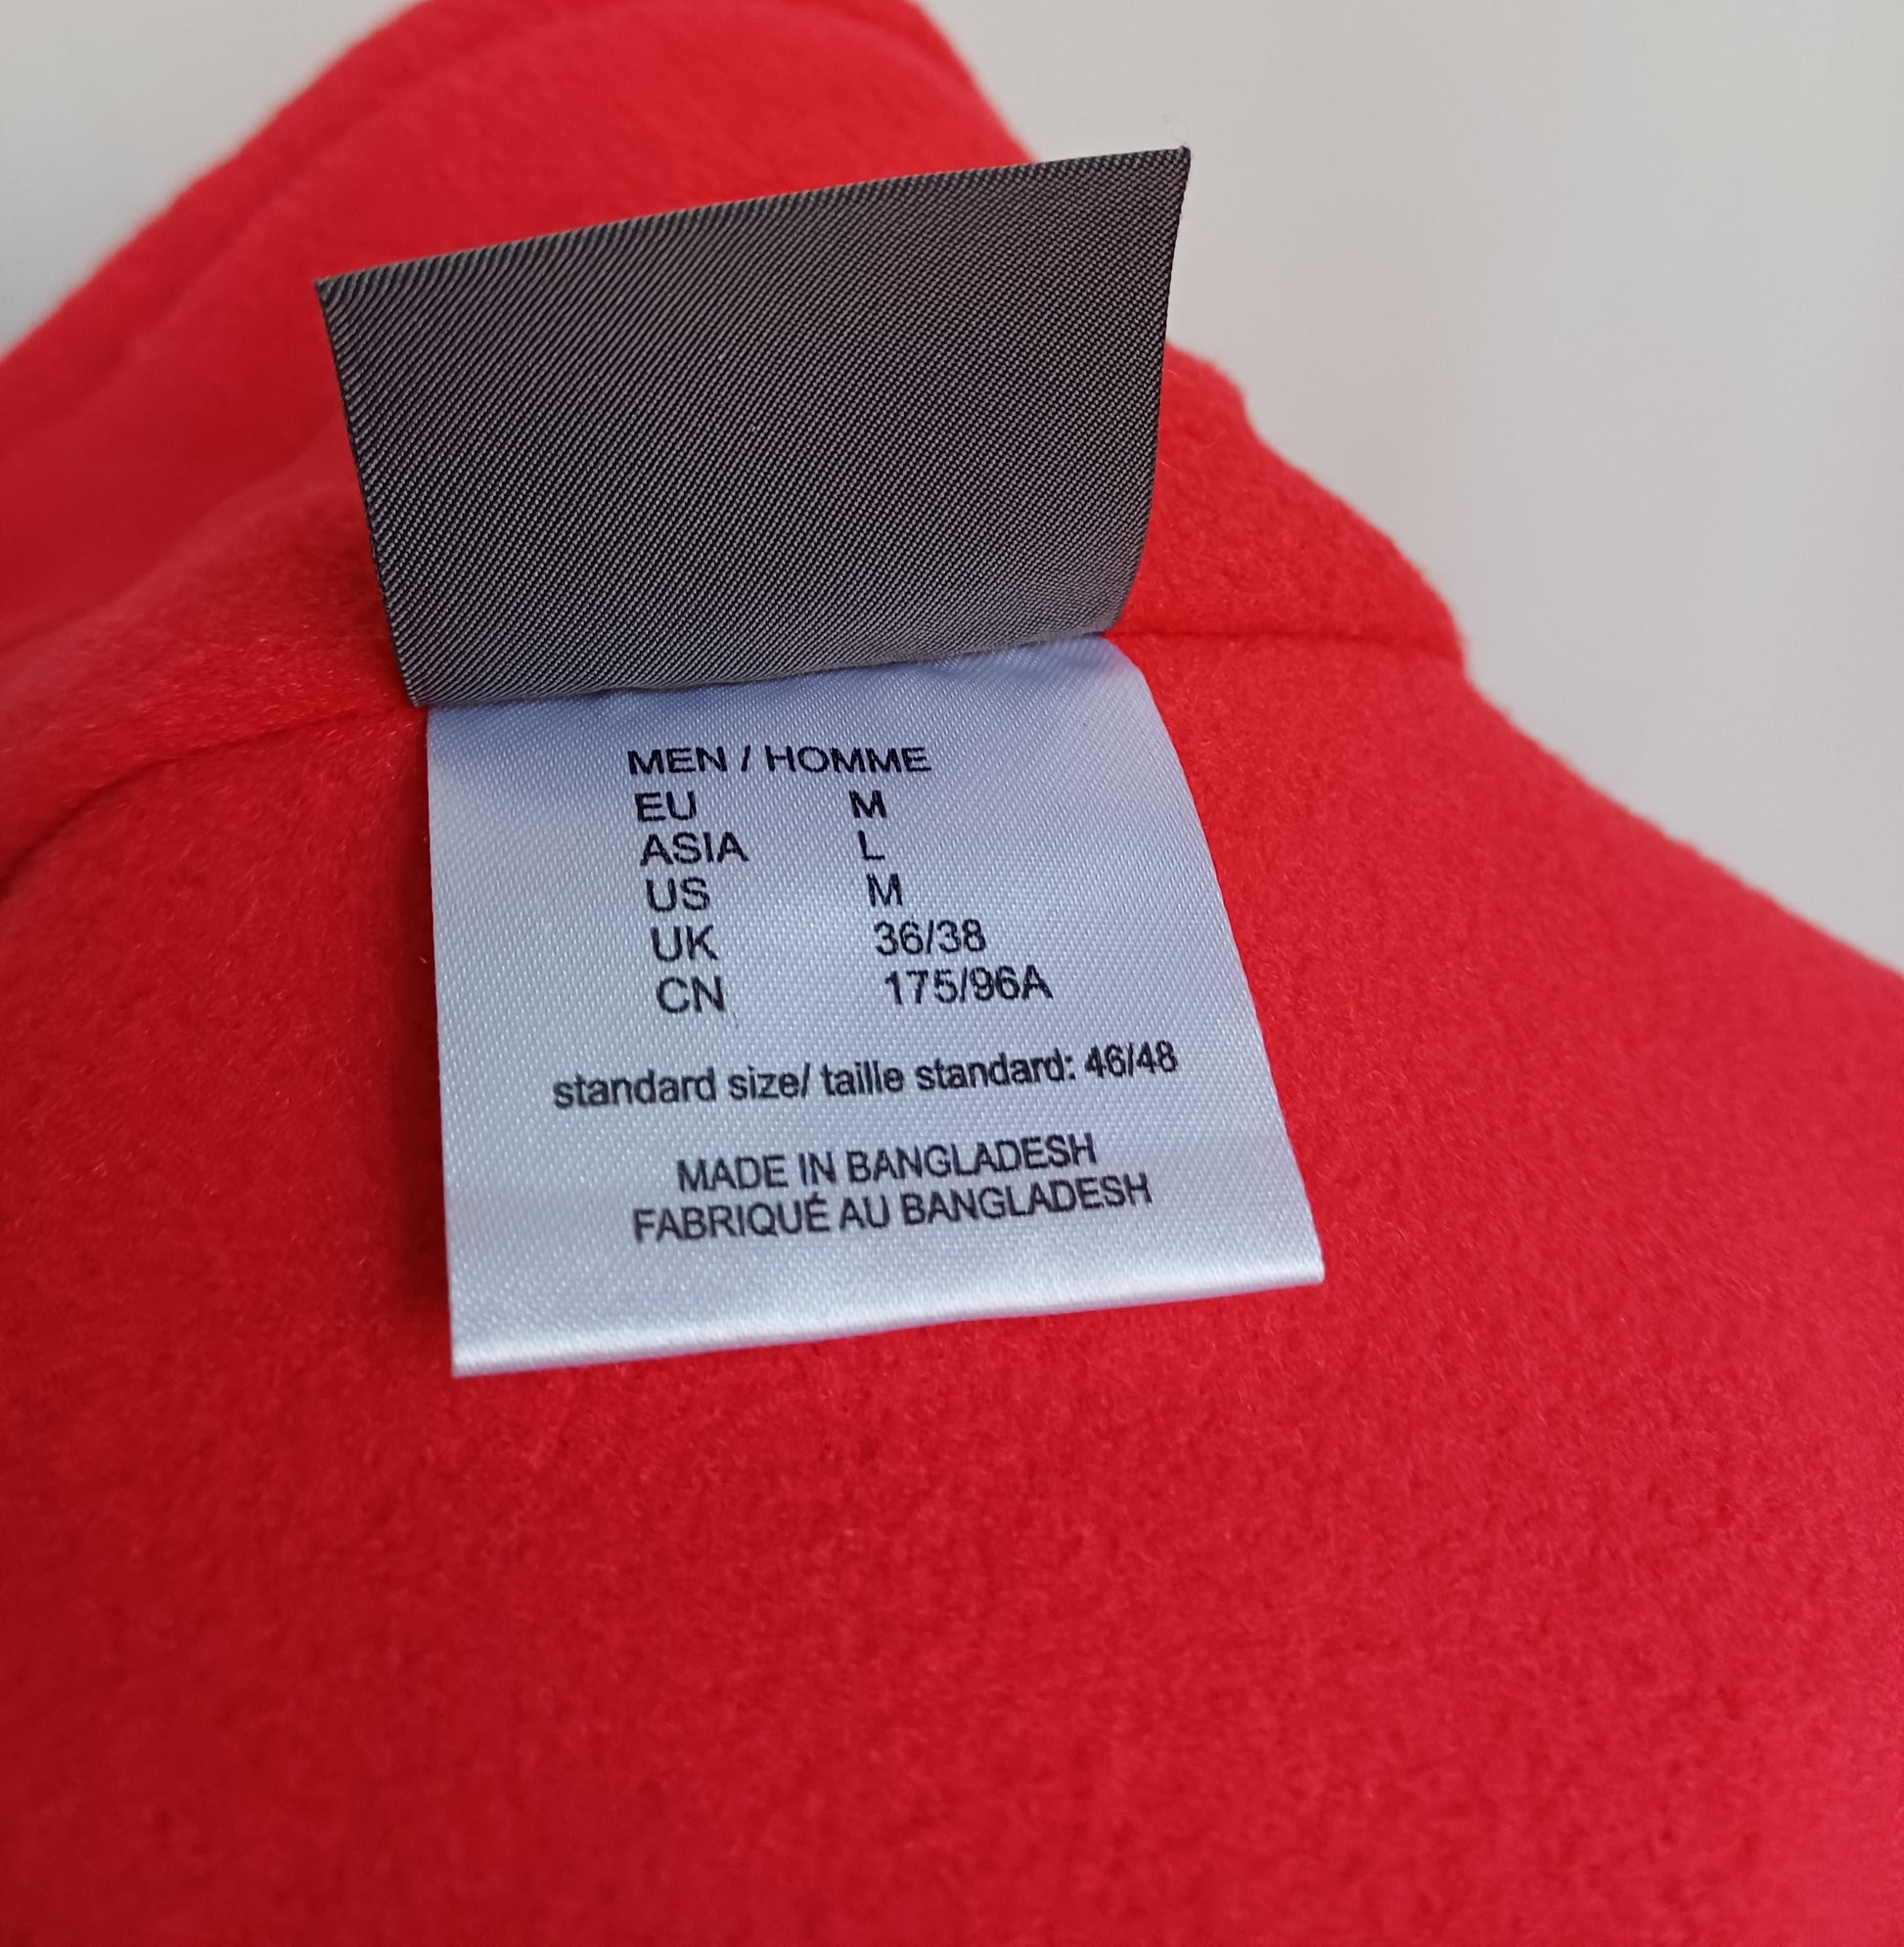 MEN / HOMME
EU M
ASIA L
US M
UK 36/38
CN 175/96A
standard size/ taille standard: 46/48
MADE IN BANGLADESH
FABRIQUÉ AU BANGLADESH